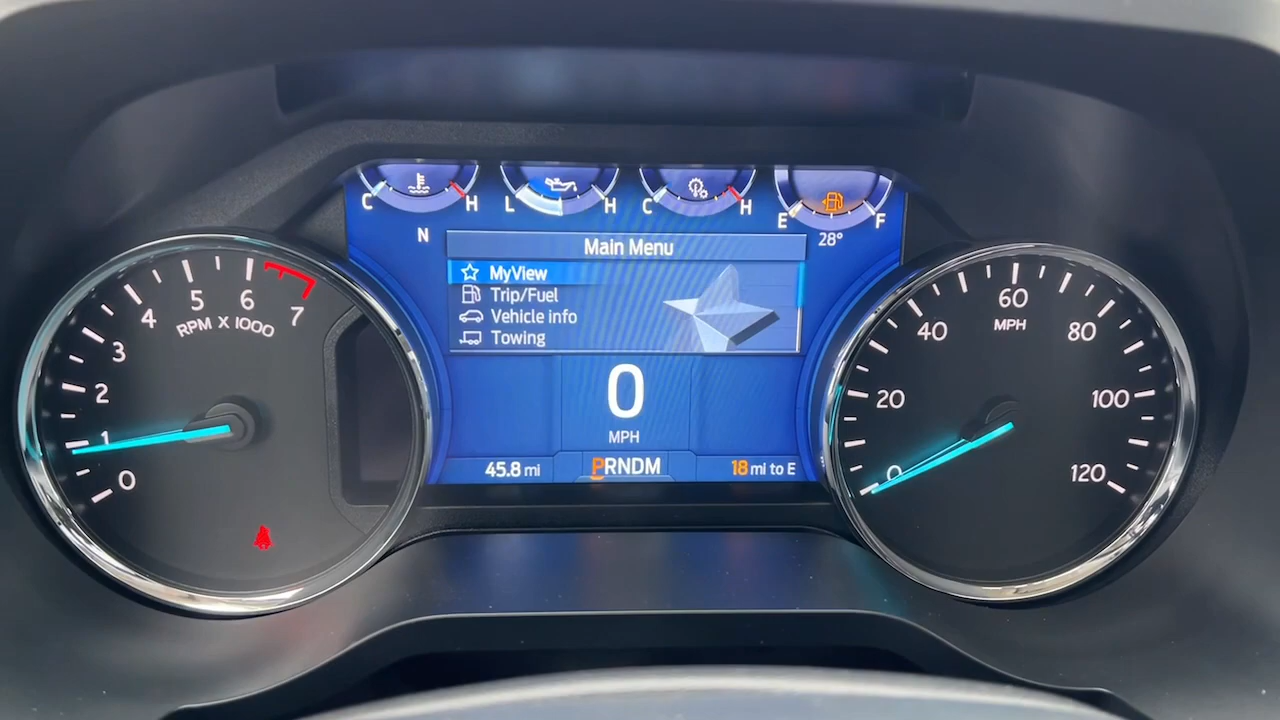 C H L H C H E F
N 28°
Main Menu
MyView
Trip/Fuel
Vehicle info
Towing
0
MPH
45.8 mi PRNDM 18 mi to E
0 1 2 3 4 5 6 7
RPM X 1000
0 20 40 60 80 100 120
MPH